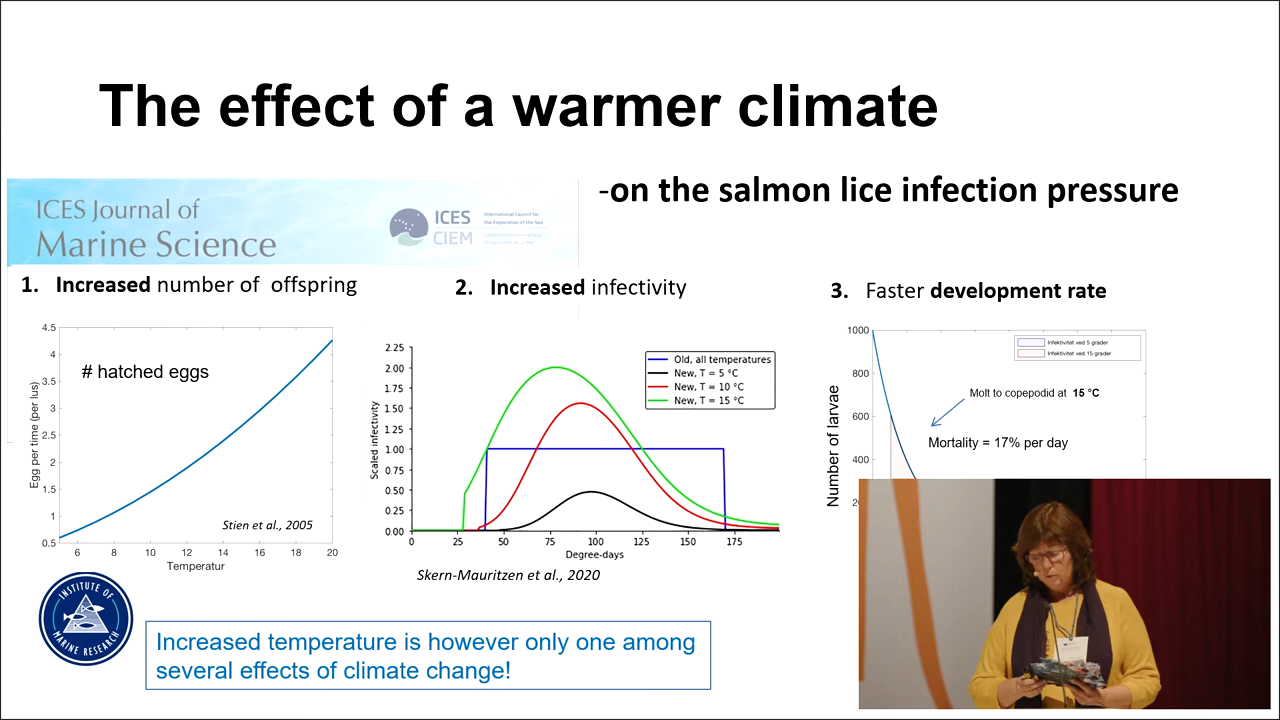 The effect of a warmer climate
-on the salmon lice infection pressure
ICES Journal of
Marine Science
ICES
CIEM
International Council for
the Exploration of the Sea
1. Increased number of offspring
2. Increased infectivity
3. Faster development rate
4.5
4
3.5
3
2.5
2
1.5
1
0.5
Egg per time (per lus)
# hatched eggs
Stien et al., 2005
6 8 10 12 14 16 18 20
Temperatur
2.25
2.00
1.75
1.50
1.25
1.00
0.75
0.50
0.25
0.00
Scaled infectivity
Old, all temperatures
New, T = 5 °C
New, T = 10 °C
New, T = 15 °C
0 25 50 75 100 125 150 175
Degree-days
Skern-Mauritzen et al., 2020
1000
800
600
400
Number of larvae
Infektivitet ved 5 grader
Infektivitet ved 15 grader
Molt to copepodid at 15 °C
Mortality = 17% per day
INSTITUTE OF
MARINE RESEARCH
Increased temperature is however only one among
several effects of climate change!